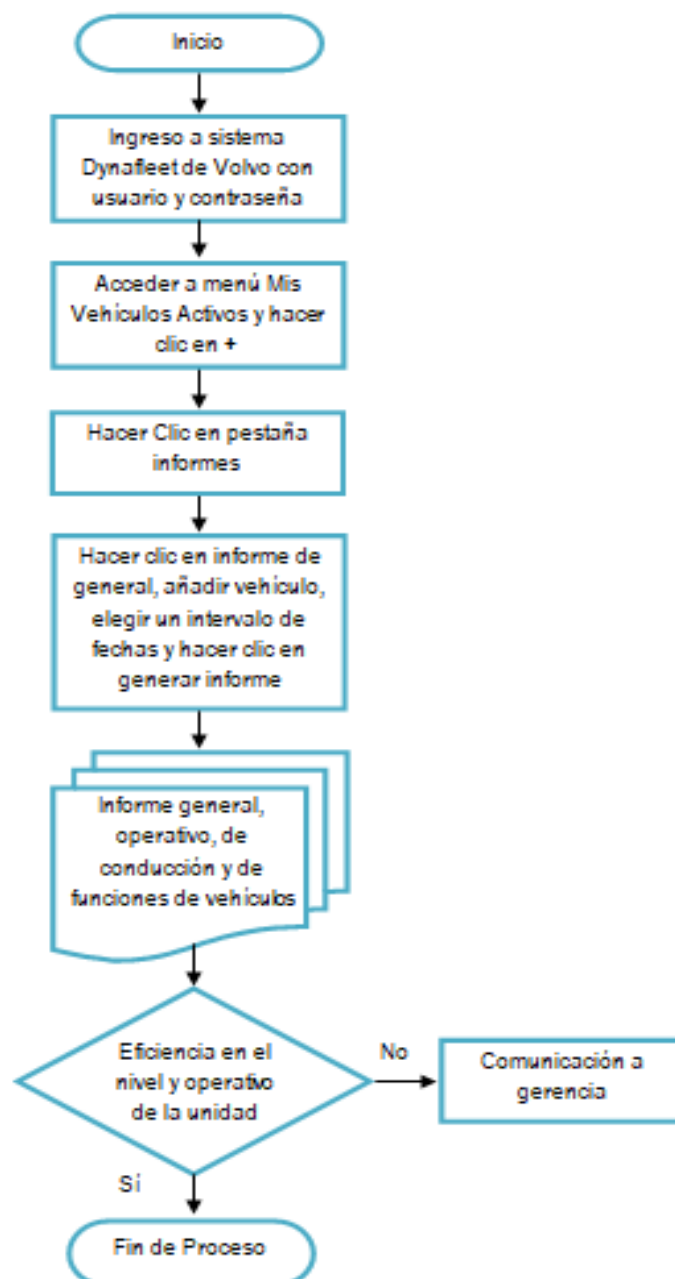 Inicio
Ingreso a sistema
Dynafleet de Volvo con
usuario y contraseña
Acceder a menú Mis
Vehículos Activos y hacer
clic en +
Hacer Clic en pestaña
informes
Hacer clic en informe de
general, añadir vehículo,
elegir un intervalo de
fechas y hacer clic en
generar informe
Informe general,
operativo, de
conducción y de
funciones de vehículos
Eficiencia en el
nivel y operativo
de la unidad
No
Comunicación a
gerencia
Sí
Fin de Proceso